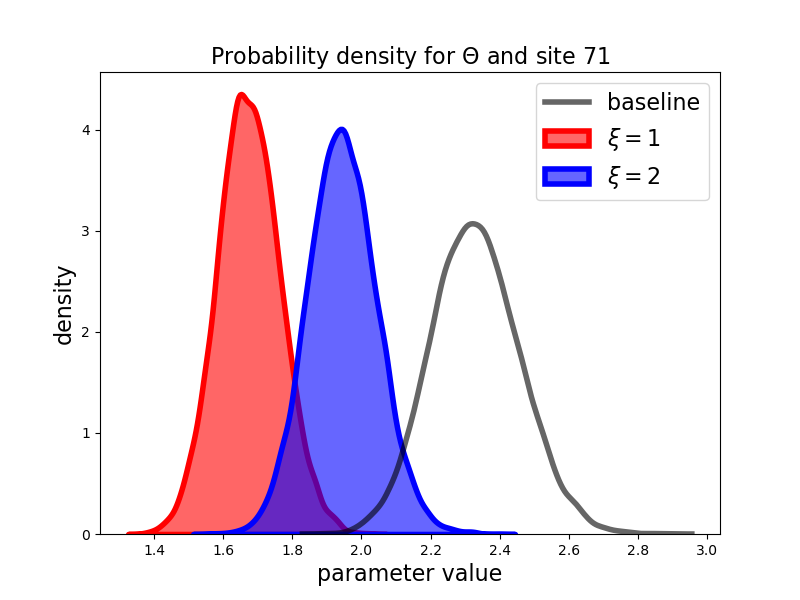 Probability density for Θ and site 71
baseline
ξ = 1
ξ = 2
density
4
3
2
1
0
1.4 1.6 1.8 2.0 2.2 2.4 2.6 2.8 3.0
parameter value